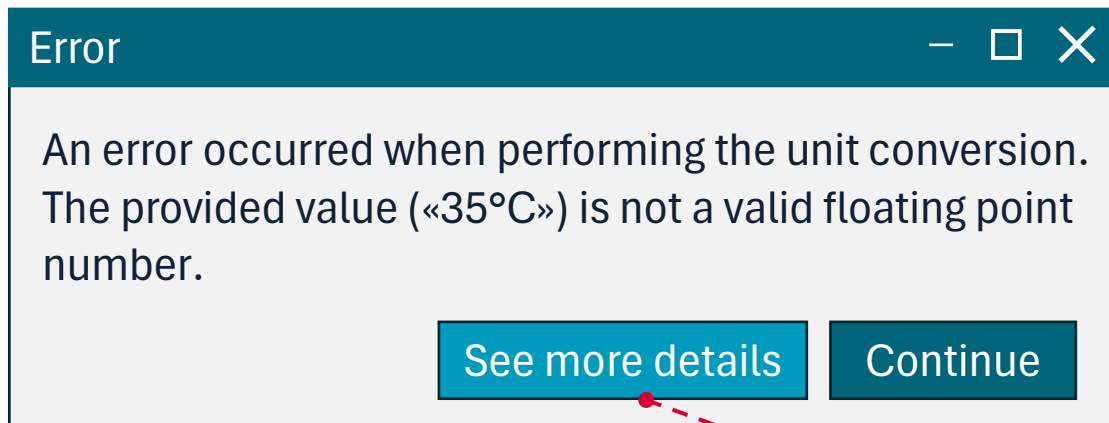 Error
An error occurred when performing the unit conversion.
The provided value («35°C») is not a valid floating point
number.
See more details
Continue